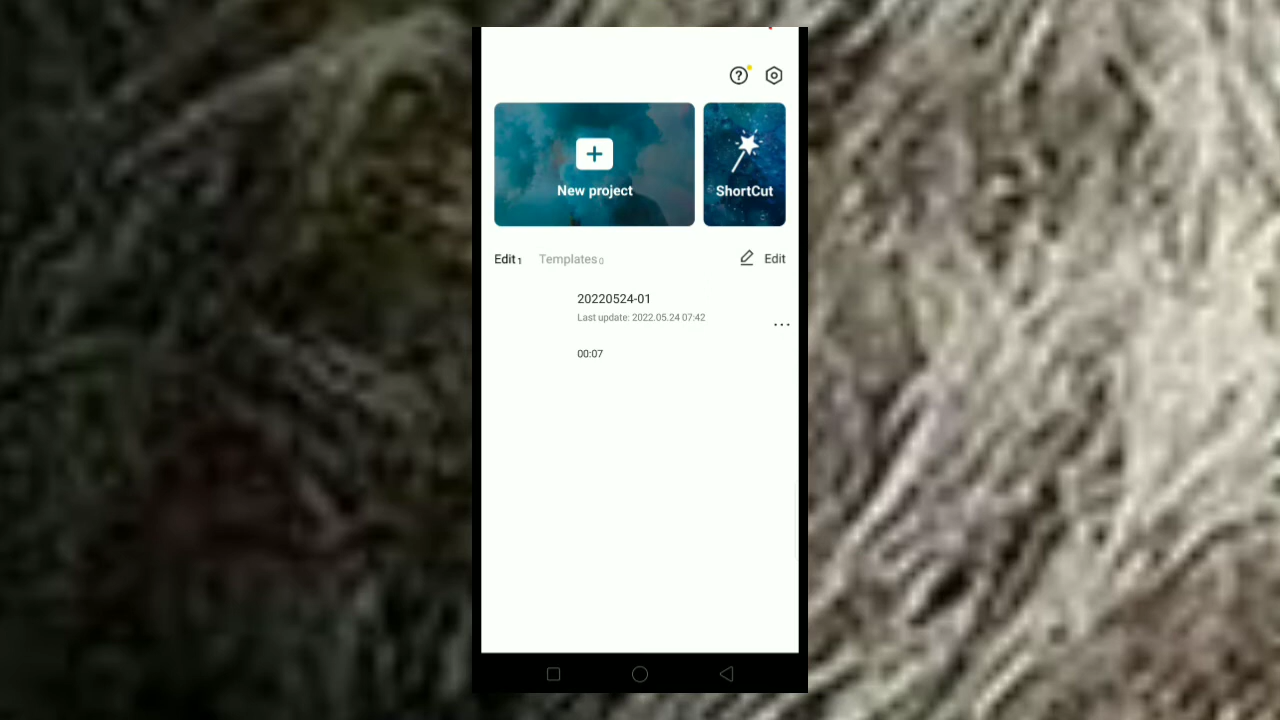 New project
ShortCut
Edit 1 Templates 0 Edit
20220524-01
Last update: 2022.05.24 07:42
00:07